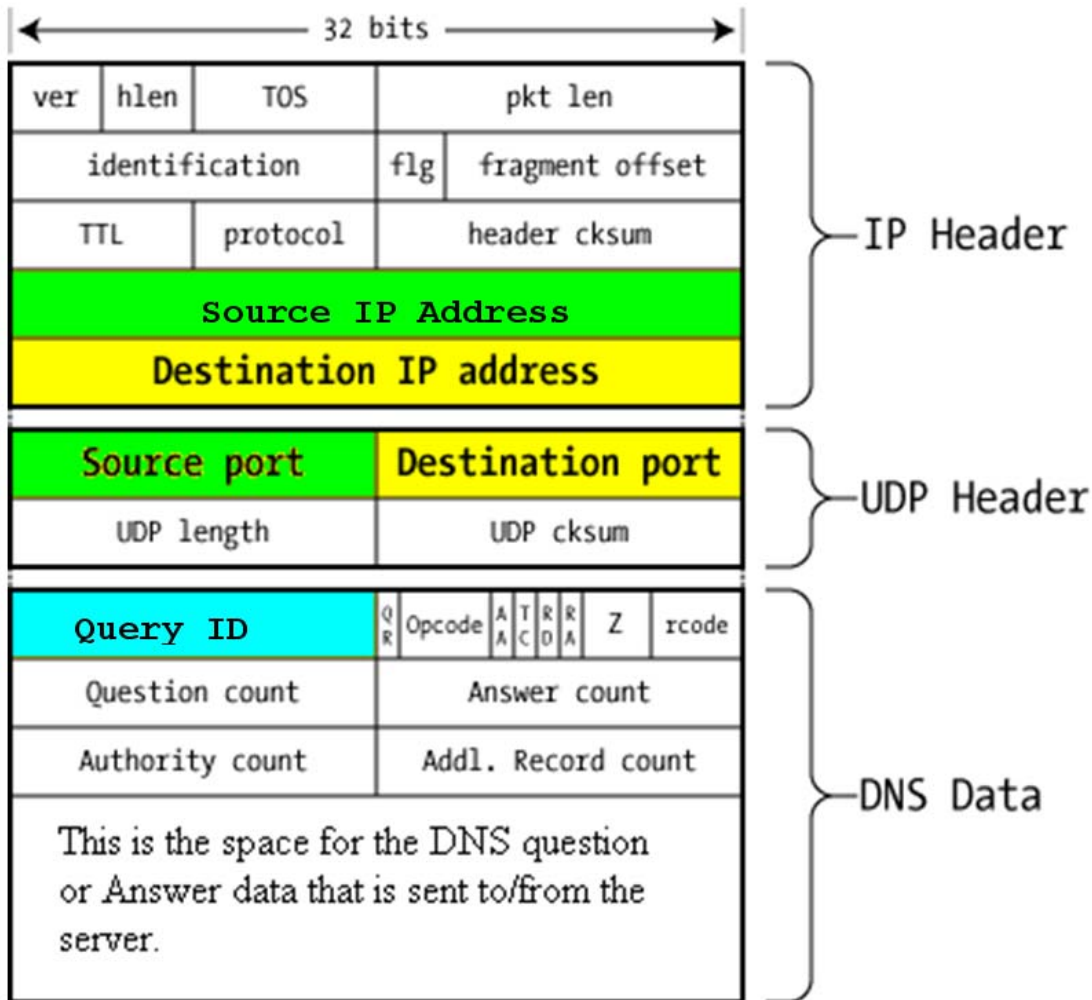 32 bits
ver hlen TOS pkt len
identification flg fragment offset
TTL protocol header cksum
IP Header
Source IP Address
Destination IP address
Source port Destination port
UDP Header
UDP length UDP cksum
Query ID QR Opcode AA TC RD RA Z rcode
Question count Answer count
Authority count Addl. Record count
DNS Data
This is the space for the DNS question
or Answer data that is sent to/from the
server.